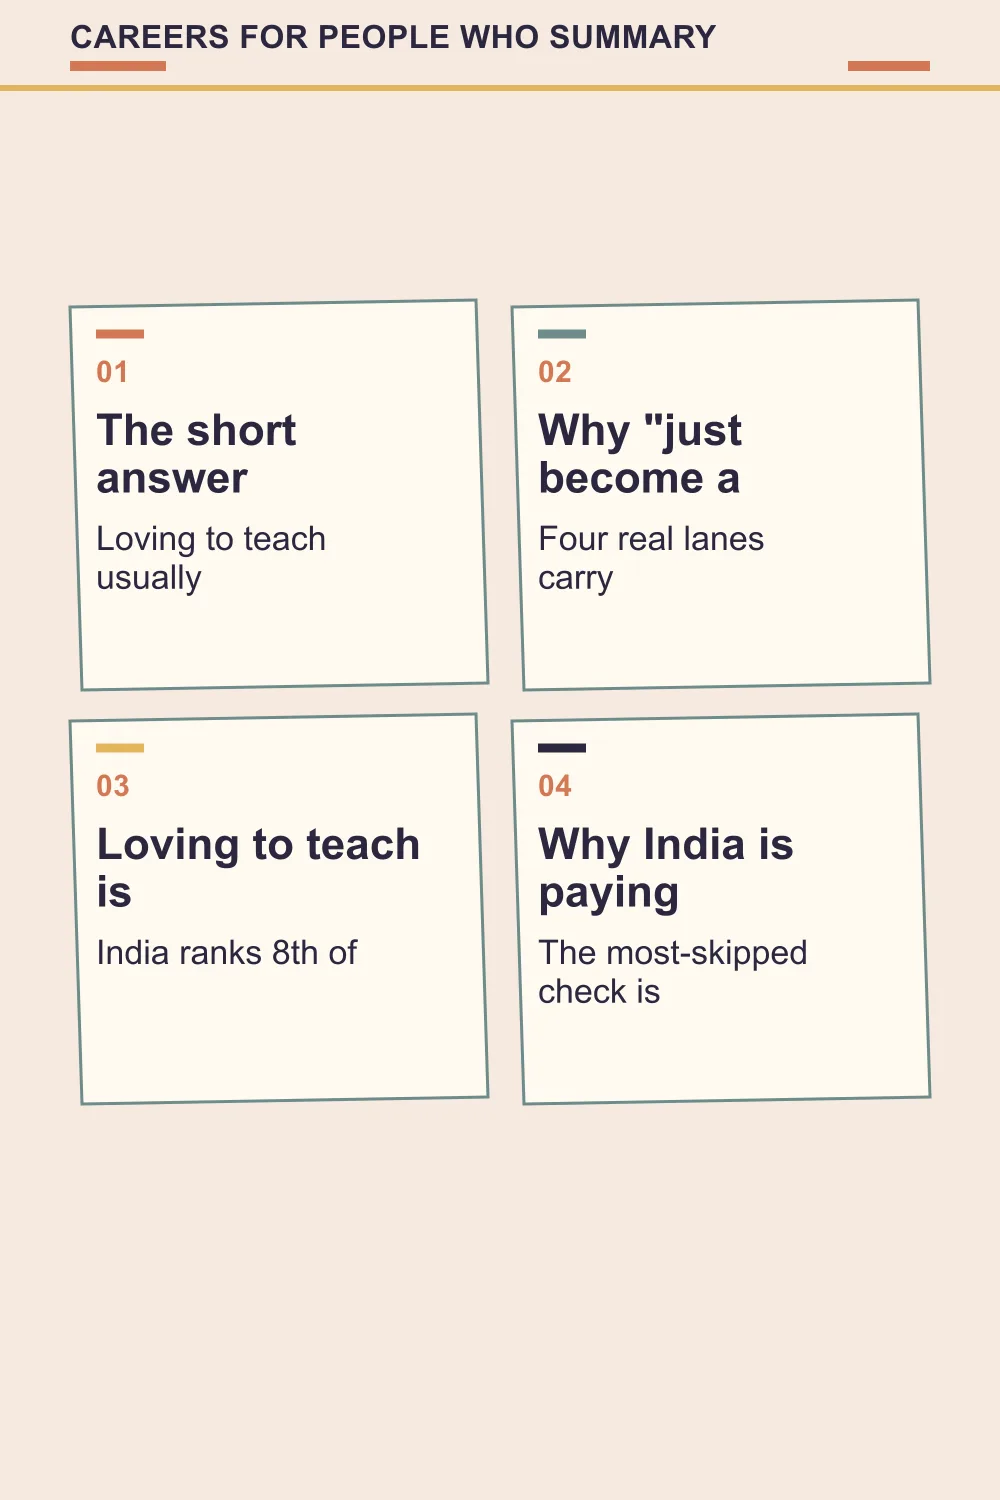 CAREERS FOR PEOPLE WHO SUMMARY
01
The short
answer
Loving to teach
usually
02
Why "just
become a
Four real lanes
carry
03
Loving to teach
is
India ranks 8th of
04
Why India is
paying
The most-skipped
check is